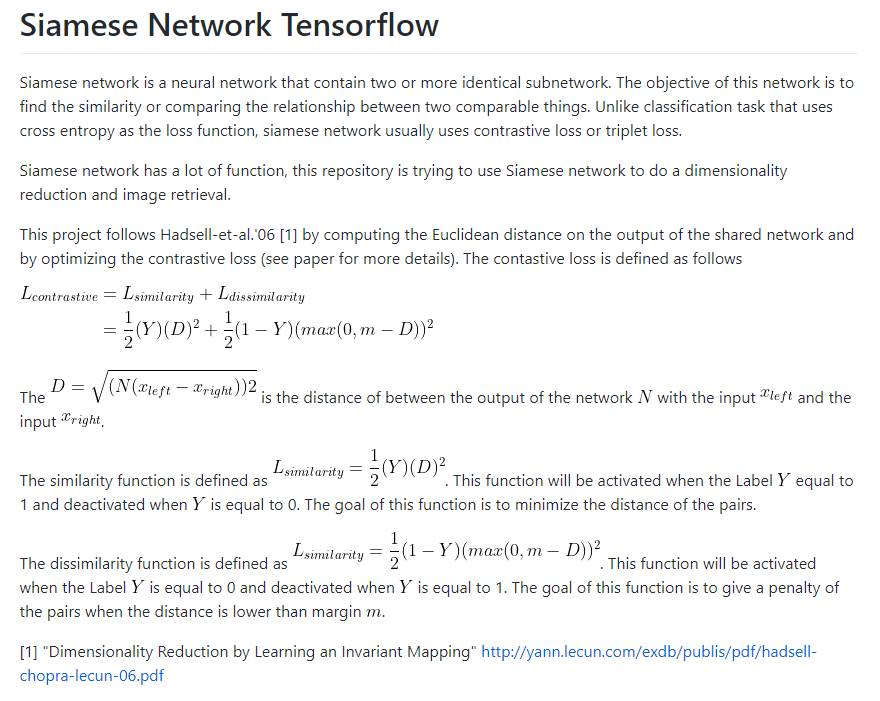 Siamese Network Tensorflow
Siamese network is a neural network that contain two or more identical subnetwork. The objective of this network is to
find the similarity or comparing the relationship between two comparable things. Unlike classification task that uses
cross entropy as the loss function, siamese network usually uses contrastive loss or triplet loss.
Siamese network has a lot of function, this repository is trying to use Siamese network to do a dimensionality
reduction and image retrieval.
This project follows Hadsell-et-al.'06 [1] by computing the Euclidean distance on the output of the shared network and
by optimizing the contrastive loss (see paper for more details). The contastive loss is defined as follows
L_{contrastive} = L_{similarity} + L_{dissimilarity}
= \frac{1}{2}(Y)(D)^2 + \frac{1}{2}(1 − Y)(max(0, m − D))^2
The D = \sqrt{(N(x_{left} − x_{right}))2} is the distance of between the output of the network N with the input x_{left} and the
input x_{right}.
The similarity function is defined as L_{similarity} = \frac{1}{2}(Y)(D)^2. This function will be activated when the Label Y equal to
1 and deactivated when Y is equal to 0. The goal of this function is to minimize the distance of the pairs.
The dissimilarity function is defined as L_{similarity} = \frac{1}{2}(1 − Y)(max(0, m − D))^2. This function will be activated
when the Label Y is equal to 0 and deactivated when Y is equal to 1. The goal of this function is to give a penalty of
the pairs when the distance is lower than margin m.
[1] "Dimensionality Reduction by Learning an Invariant Mapping" http://yann.lecun.com/exdb/publis/pdf/hadsell-
chopra-lecun-06.pdf